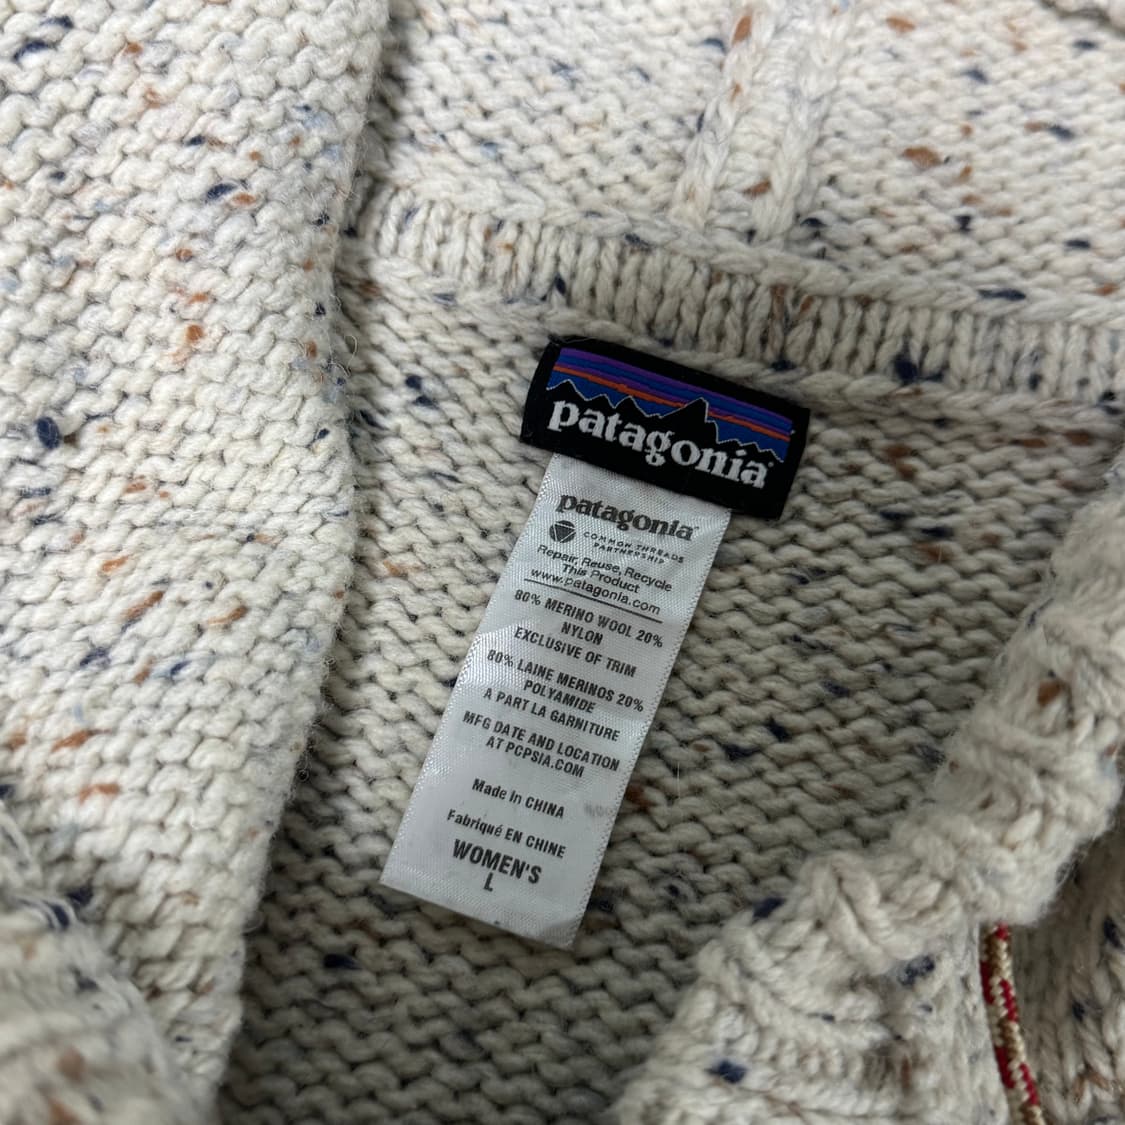 patagonia
patagonia
COMMON THREADS
PARTNERSHIP
Repair, Reuse, Recycle
This Product
www.patagonia.com
80% MERINO WOOL 20%
NYLON
EXCLUSIVE OF TRIM
80% LAINE MERINOS 20%
POLYAMIDE
A PART LA GARNITURE
MFG DATE AND LOCATION
AT PCPSIA.COM
Made in CHINA
Fabriqué EN CHINE
WOMEN'S
L